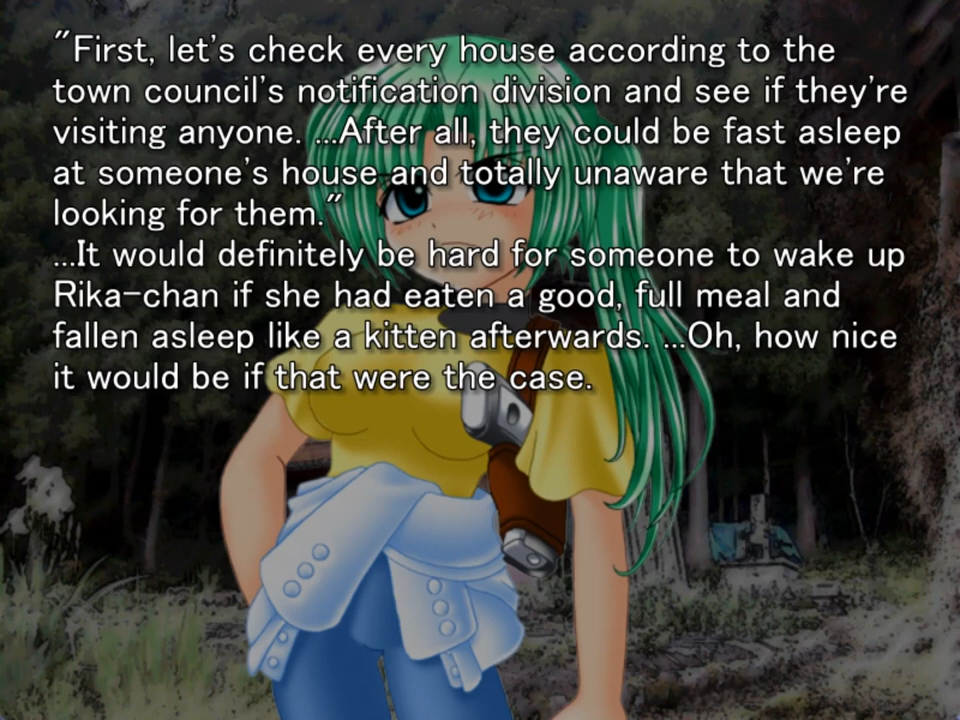 "First, let's check every house according to the
town council's notification division and see if they're
visiting anyone. ...After all, they could be fast asleep
at someone's house and totally unaware that we're
looking for them."
...It would definitely be hard for someone to wake up
Rika-chan if she had eaten a good, full meal and
fallen asleep like a kitten afterwards. ...Oh, how nice
it would be if that were the case.